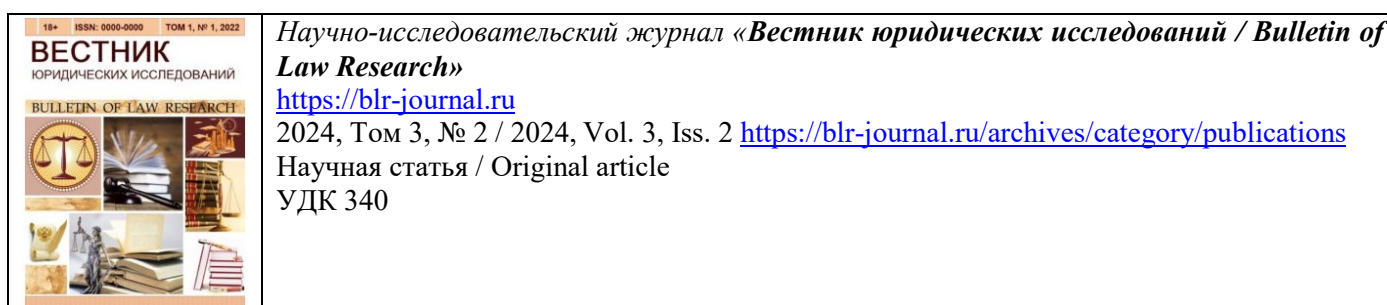 18+ ISSN: 0000-0000 ТОМ 1, № 1, 2022
ВЕСТНИК
ЮРИДИЧЕСКИХ ИССЛЕДОВАНИЙ
BULLETIN OF LAW RESEARCH
Научно-исследовательский журнал «Вестник юридических исследований / Bulletin of
Law Research»
https://blr-journal.ru
2024, Том 3, № 2 / 2024, Vol. 3, Iss. 2 https://blr-journal.ru/archives/category/publications
Научная статья / Original article
УДК 340